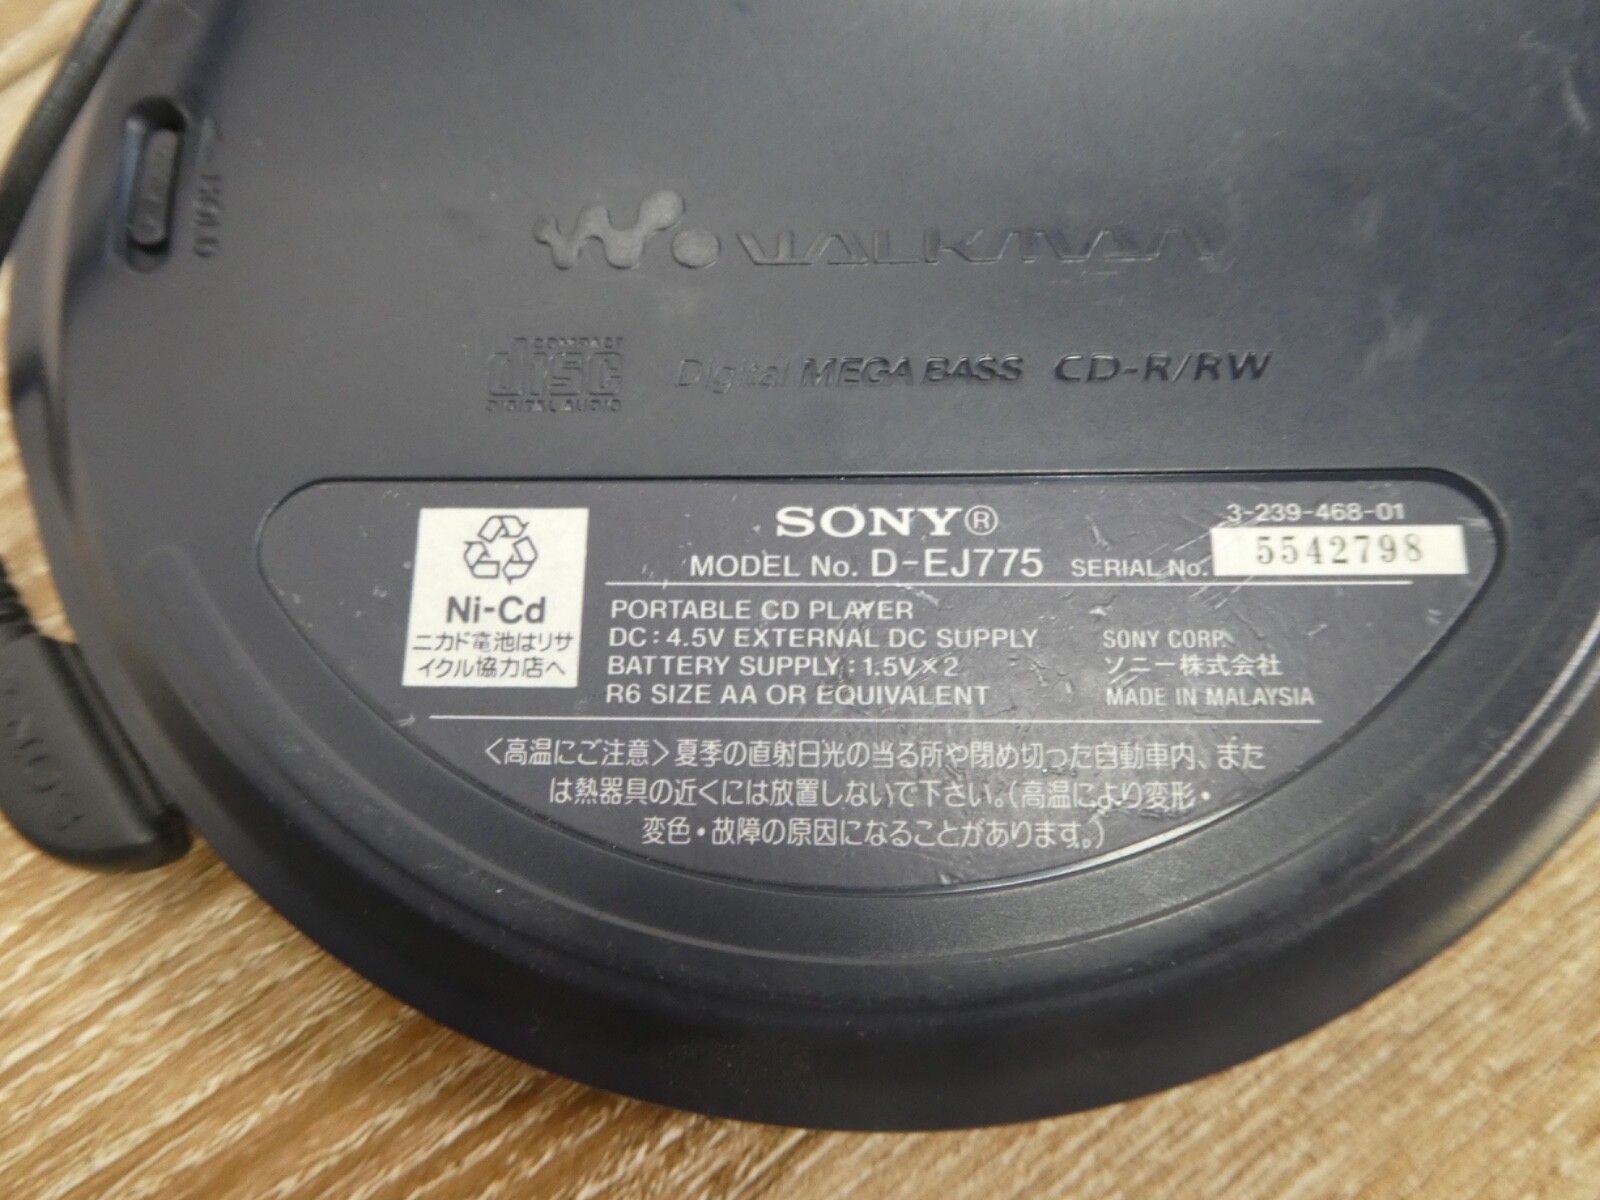 HOLD
WALKMAN
COMPACT
disc
DIGITAL AUDIO
Digital MEGA BASS CD-R/RW
SONY®
3-239-468-01
MODEL No. D-EJ775 SERIAL No. 5542798
Ni-Cd
ニカド電池はリサ
イクル協力店へ
PORTABLE CD PLAYER
DC: 4.5V EXTERNAL DC SUPPLY
BATTERY SUPPLY: 1.5V×2
R6 SIZE AA OR EQUIVALENT
SONY CORP.
ソニー株式会社
MADE IN MALAYSIA
<高温にご注意>夏季の直射日光の当る所や閉め切った自動車内、また
は熱器具の近くには放置しないで下さい。(高温により変形・
変色・故障の原因になることがあります。)
SONY